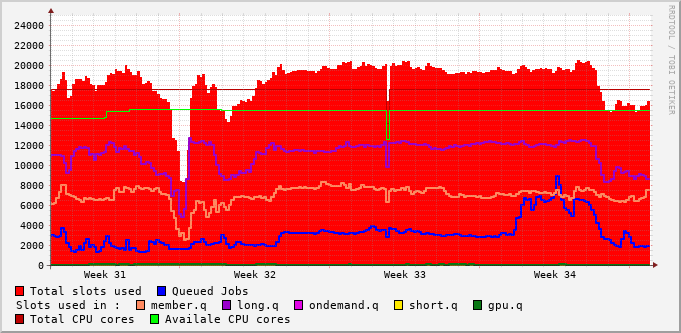 RRDTOOL / TOBI OETIKER
24000
22000
20000
18000
16000
14000
12000
10000
8000
6000
4000
2000
0
Week 31 Week 32 Week 33 Week 34
Total slots used Queued Jobs
Slots used in : member.q long.q ondemand.q short.q gpu.q
Total CPU cores Availale CPU cores